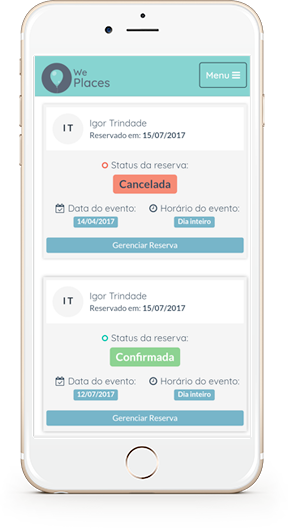 We
Places
Menu
IT
Igor Trindade
Reservado em: 15/07/2017
Status da reserva:
Cancelada
Data do evento:
Horário do evento:
14/04/2017
Dia inteiro
Gerenciar Reserva
IT
Igor Trindade
Reservado em: 15/07/2017
Status da reserva:
Confirmada
Data do evento:
Horário do evento:
12/07/2017
Dia inteiro
Gerenciar Reserva